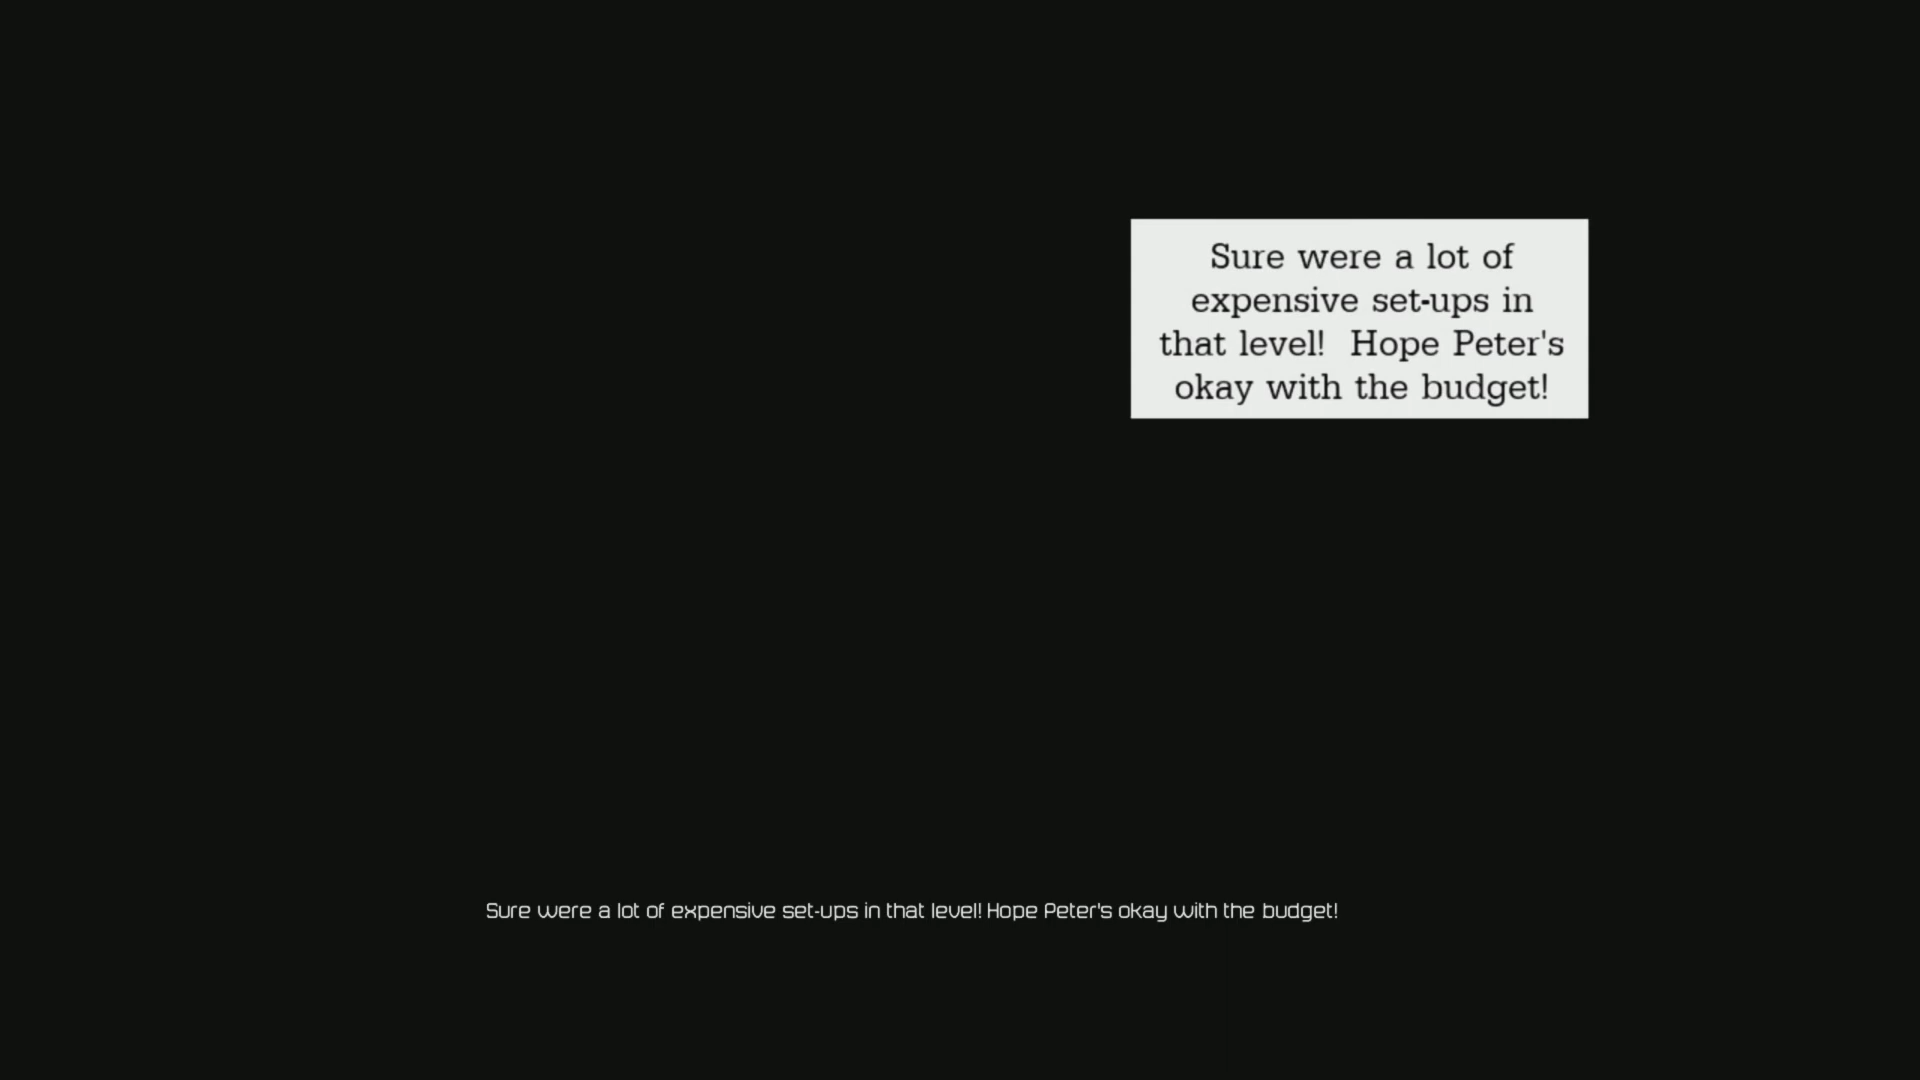 Sure were a lot of
expensive set-ups in
that level!  Hope Peter's
okay with the budget!
Sure were a lot of expensive set-ups in that level! Hope Peter's okay with the budget!